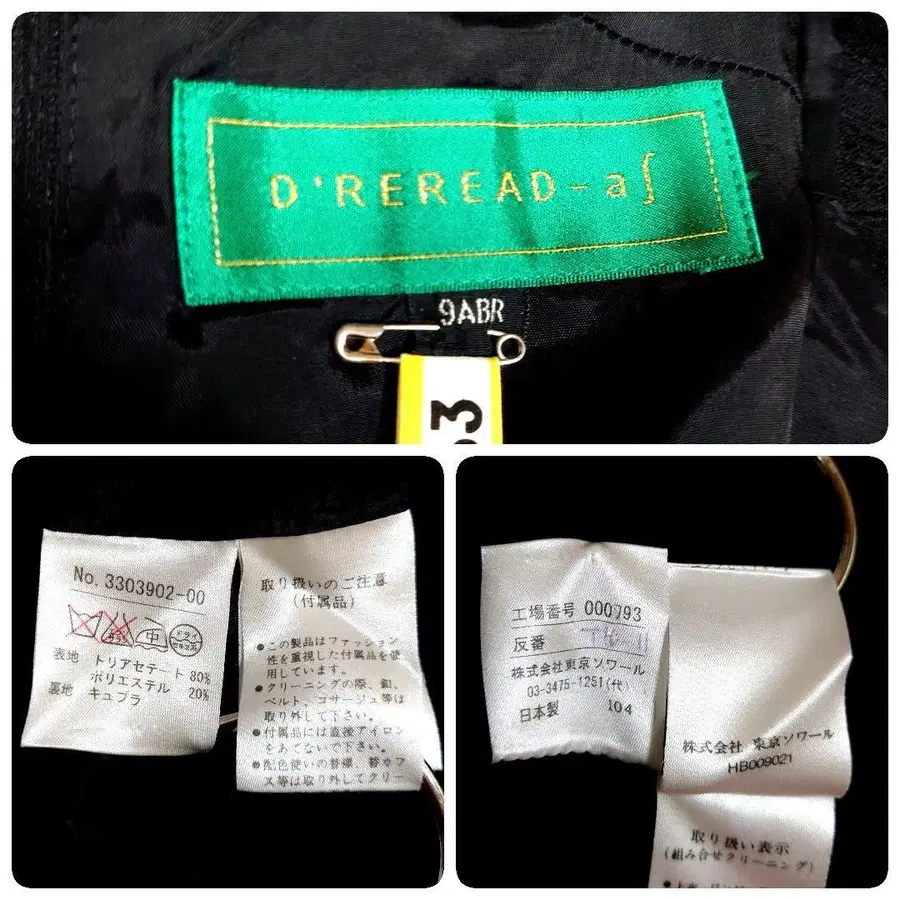 D'REREAD-a∫
9ABR
53
No. 3303902-00
中
ドライ
表地 トリアセテート 80%
ポリエステル 20%
裏地 キュプラ
取り扱いのご注意
(付属品)
●この製品はファッション
性を重視した付属品を使
用しています。
●クリーニングの際、釦、
ベルト、コサージュ等は
取り外して下さい。
●付属品には直接アイロン
をあてないで下さい。
●配色使いの替襟、替カフ
ス等は取り外してクリー
工場番号 000793
反番
株式会社東京ソワール
03-3475-1251(代)
日本製 I04
株式会社 東京ソワール
HB009021
取り扱い表示
(組み合せクリーニング)